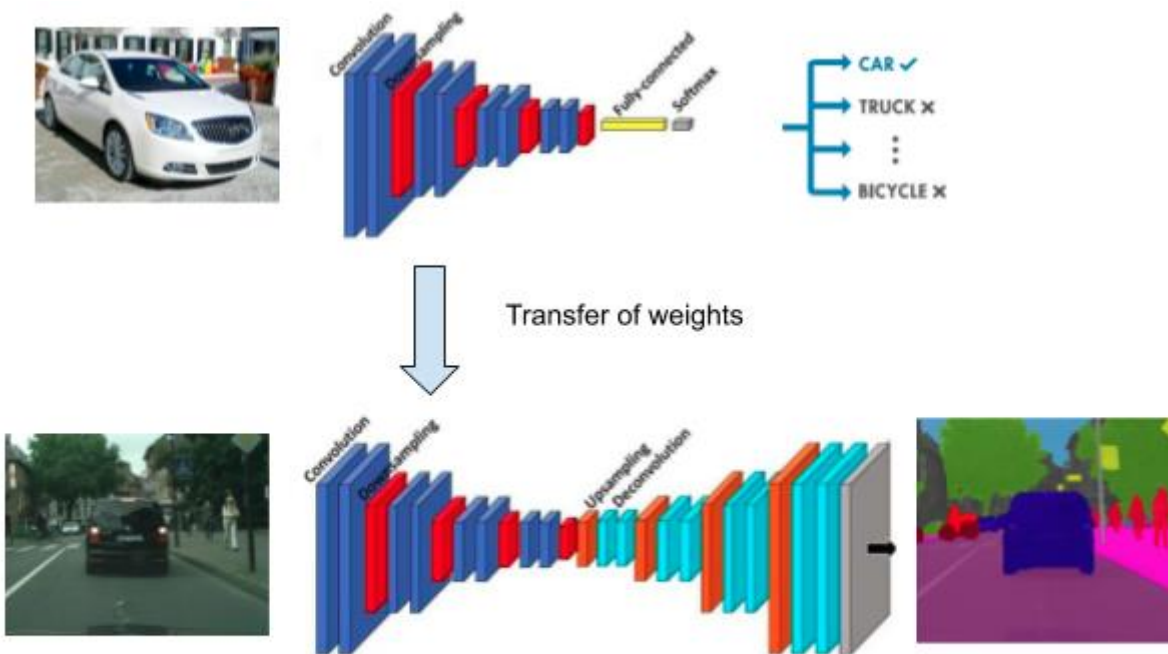 Convolution
Downsampling
Fully-connected
Softmax
CAR ✓
TRUCK ×
⋮
BICYCLE ×
Transfer of weights
Convolution
Downsampling
Upsampling
Deconvolution